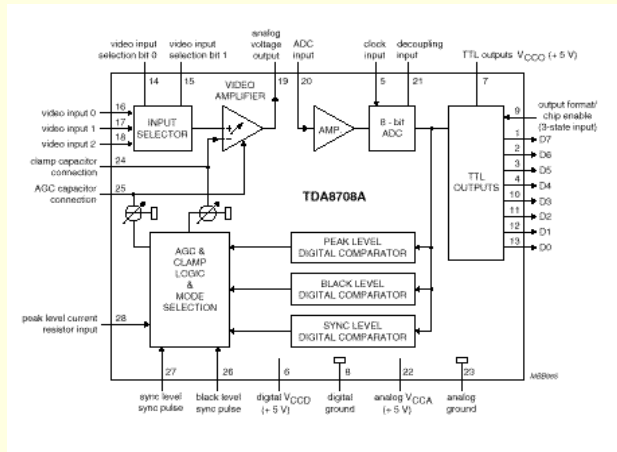 video input
selection bit 0
video input
selection bit 1
analog
voltage
output
ADC
input
clock
input
decoupling
input
TTL outputs VCCO (+ 5 V)
14
15
VIDEO
AMPLIFIER
19
20
5
21
7
video input 0
16
video input 1
17
video input 2
18
INPUT
SELECTOR
AMP.
8 - bit
ADC
9
output format/
chip enable
(3-state input)
1
D7
2
D6
3
D5
4
D4
10
D3
11
D2
12
D1
13
D0
TTL
OUTPUTS
clamp capacitor
connection
24
AGC capacitor
connection
25
TDA8708A
AGC &
CLAMP
LOGIC
&
MODE
SELECTION
PEAK LEVEL
DIGITAL COMPARATOR
BLACK LEVEL
DIGITAL COMPARATOR
SYNC LEVEL
DIGITAL COMPARATOR
peak level current
resistor input
28
27
26
6
8
22
23
sync level
sync pulse
black level
sync pulse
digital VCCD
(+ 5 V)
digital
ground
analog VCCA
(+ 5 V)
analog
ground